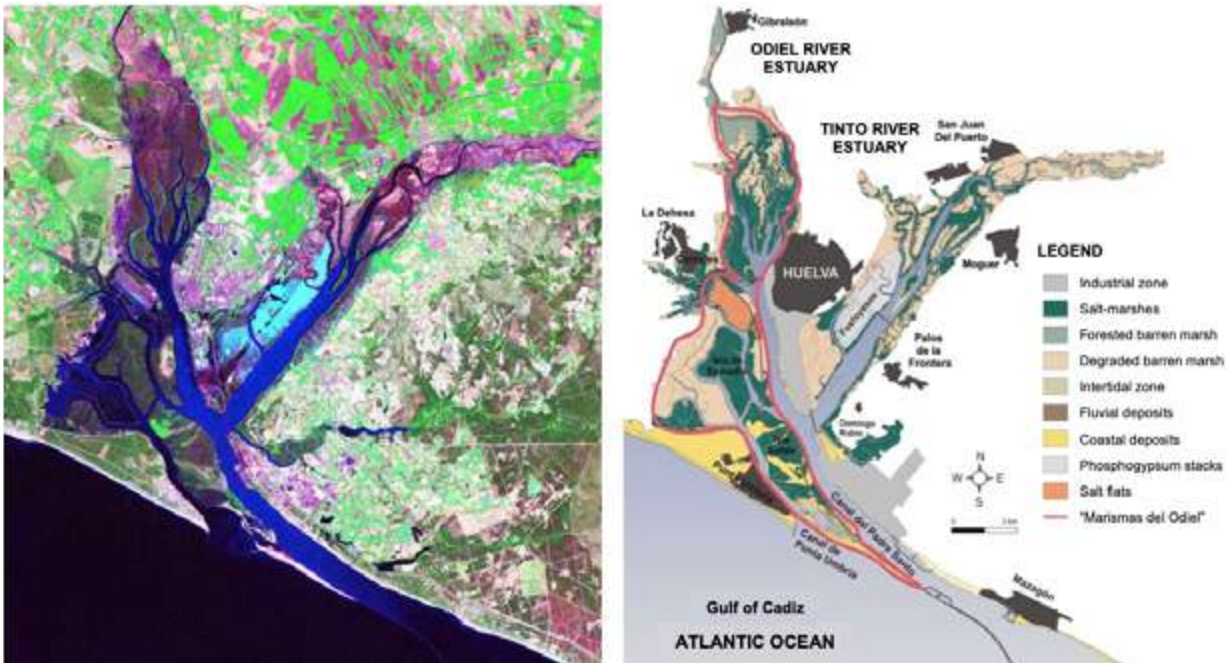 Gibraleón
ODIEL RIVER
ESTUARY
TINTO RIVER
ESTUARY
San Juan
Del Puerto
La Dehesa
HUELVA
Moguer
Palos
de la
Frontera
Domingo
Rubio
LEGEND
Industrial zone
Salt-marshes
Forested barren marsh
Degraded barren marsh
Intertidal zone
Fluvial deposits
Coastal deposits
Phosphogypsum stacks
Salt flats
"Marismas del Odiel"
N
W E
S
Canal del Padre Santo
Canal de
Punta Umbría
Mazagón
Gulf of Cadiz
ATLANTIC OCEAN